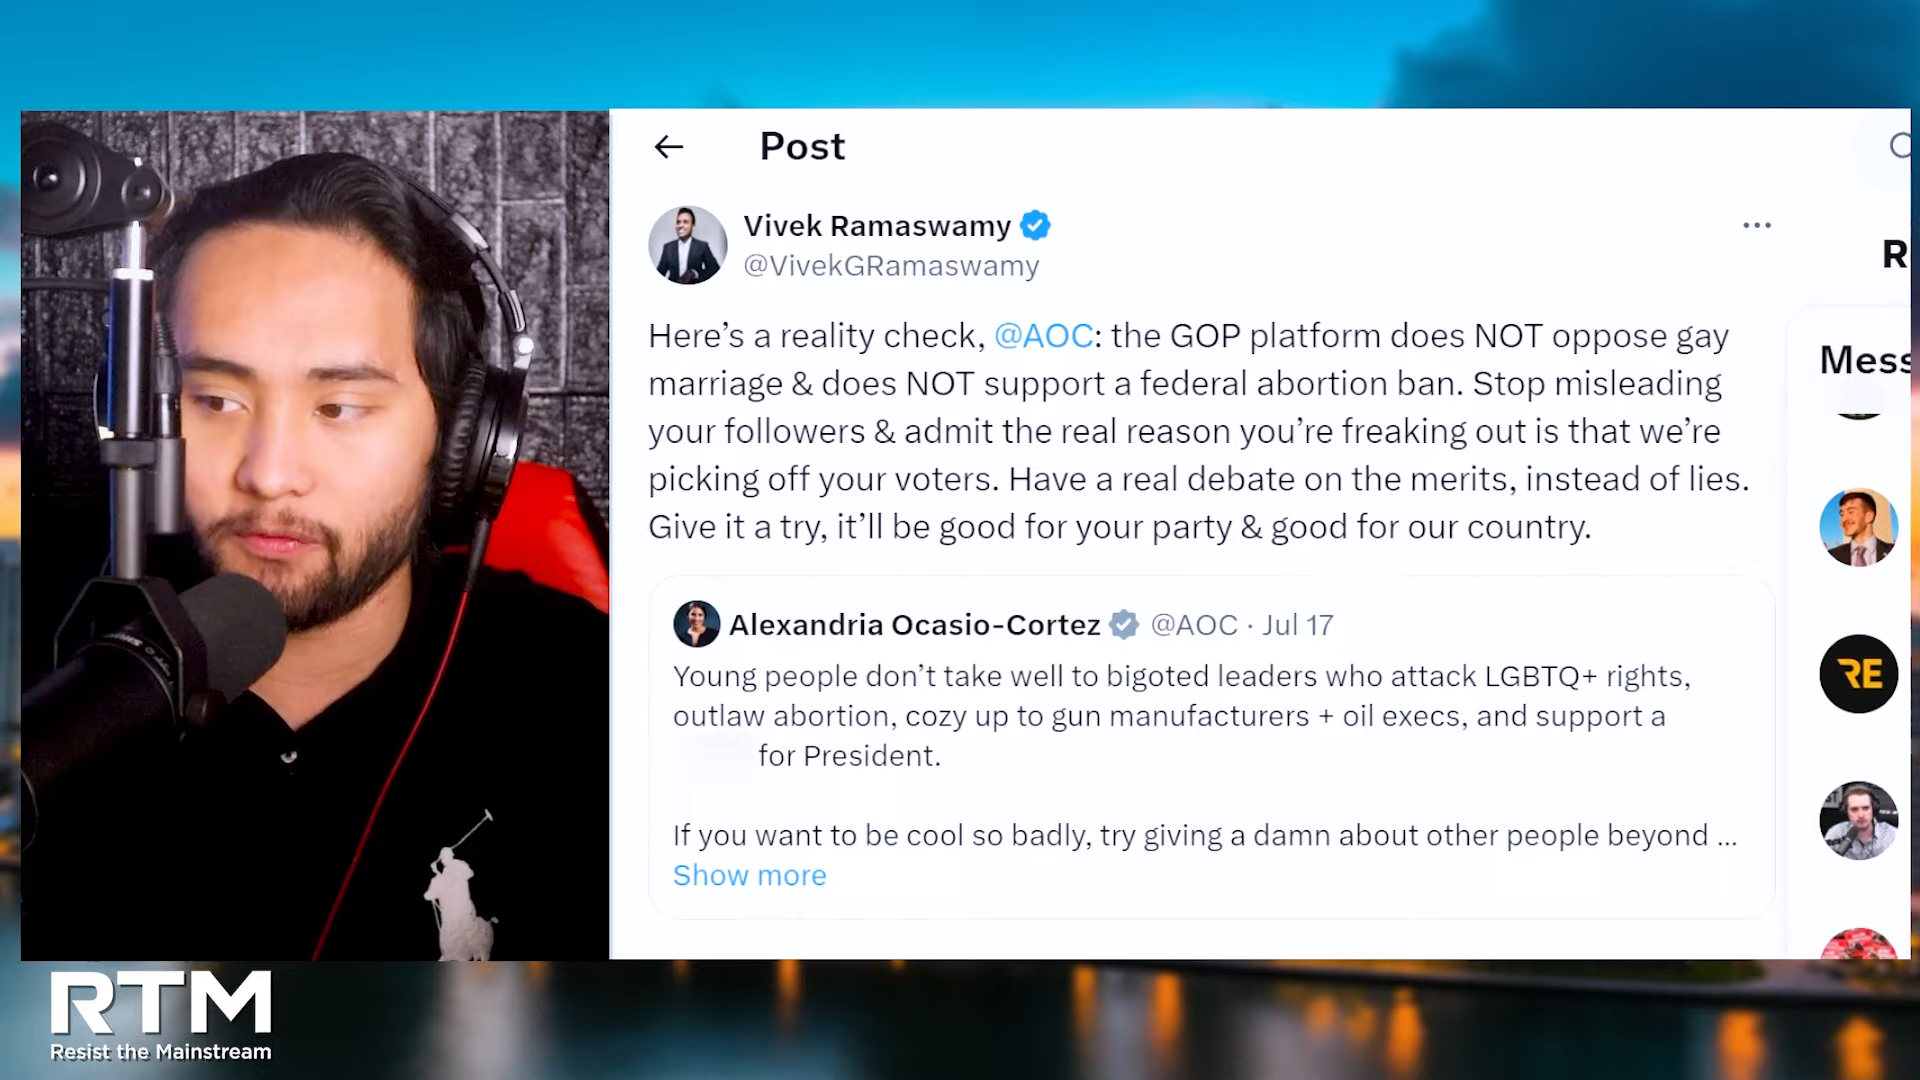 Post
Vivek Ramaswamy
@VivekGRamaswamy
Here’s a reality check, @AOC: the GOP platform does NOT oppose gay
marriage & does NOT support a federal abortion ban. Stop misleading
your followers & admit the real reason you’re freaking out is that we’re
picking off your voters. Have a real debate on the merits, instead of lies.
Give it a try, it’ll be good for your party & good for our country.
Alexandria Ocasio-Cortez @AOC · Jul 17
Young people don’t take well to bigoted leaders who attack LGBTQ+ rights,
outlaw abortion, cozy up to gun manufacturers + oil execs, and support a
for President.
If you want to be cool so badly, try giving a damn about other people beyond ...
Show more
R
Mess
RE
RTM
Resist the Mainstream